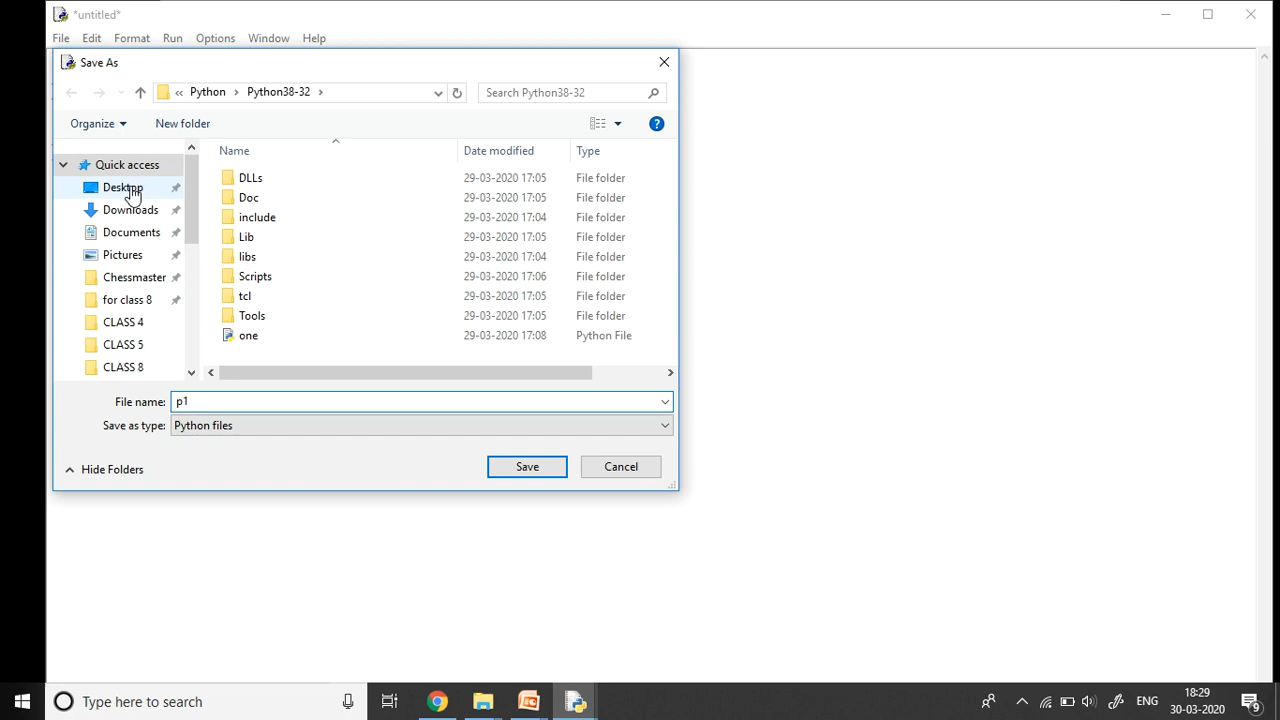 *untitled*
File Edit Format Run Options Window Help
Save As
« Python › Python38-32 ›
Search Python38-32
Organize New folder
Name Date modified Type
Quick access
Desktop
Downloads
Documents
Pictures
Chessmaster
for class 8
CLASS 4
CLASS 5
CLASS 8
DLLs 29-03-2020 17:05 File folder
Doc 29-03-2020 17:05 File folder
include 29-03-2020 17:04 File folder
Lib 29-03-2020 17:05 File folder
libs 29-03-2020 17:04 File folder
Scripts 29-03-2020 17:06 File folder
tcl 29-03-2020 17:05 File folder
Tools 29-03-2020 17:05 File folder
one 29-03-2020 17:08 Python File
File name: p1
Save as type: Python files
Hide Folders
Save Cancel
Type here to search
ENG
18:29
30-03-2020
9